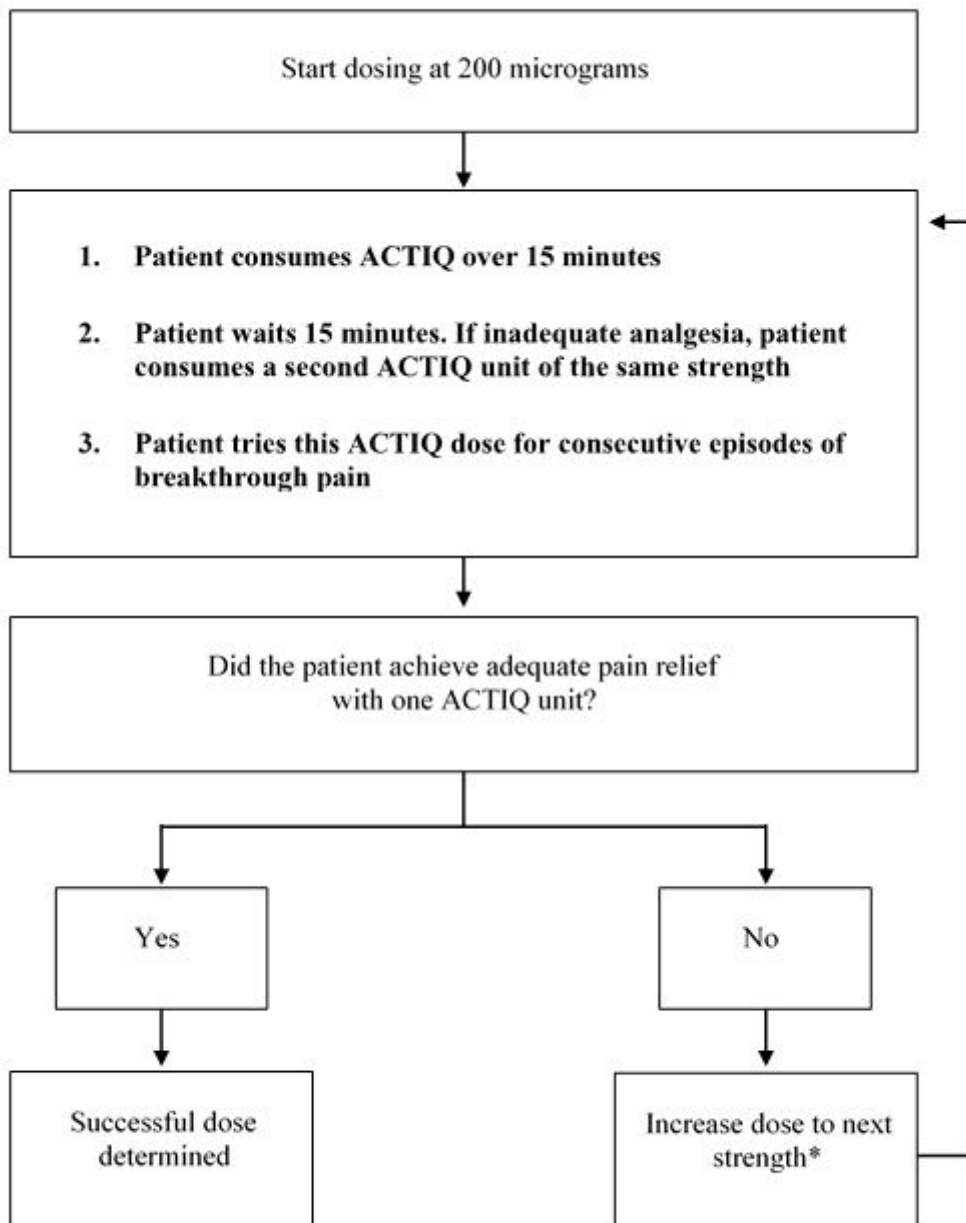 Start dosing at 200 micrograms
1. Patient consumes ACTIQ over 15 minutes
2. Patient waits 15 minutes. If inadequate analgesia, patient
consumes a second ACTIQ unit of the same strength
3. Patient tries this ACTIQ dose for consecutive episodes of
breakthrough pain
Did the patient achieve adequate pain relief
with one ACTIQ unit?
Yes
No
Successful dose
determined
Increase dose to next
strength*